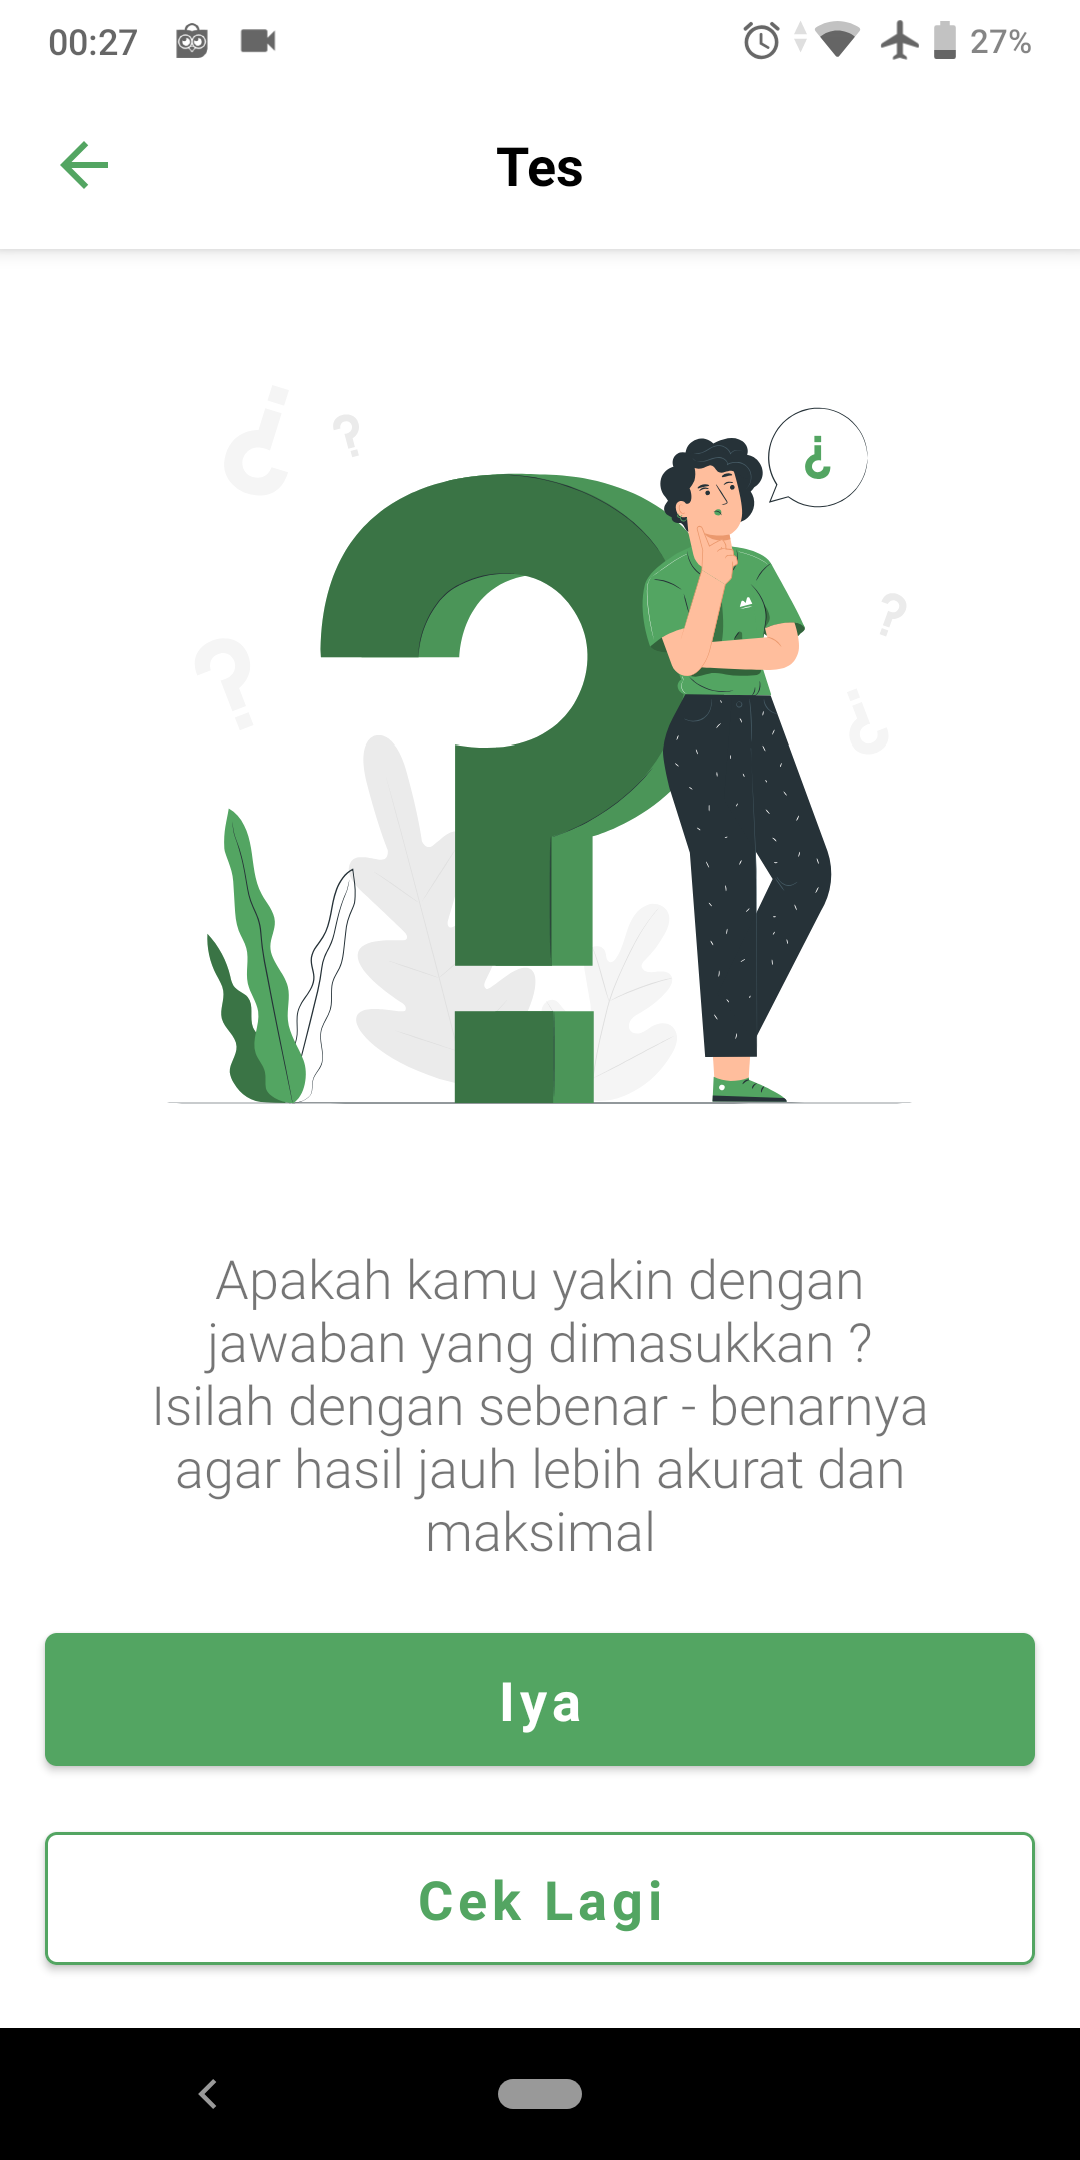 00:27
27%
Tes
¿
?
¿
?
?
¿
Apakah kamu yakin dengan
jawaban yang dimasukkan ?
Isilah dengan sebenar - benarnya
agar hasil jauh lebih akurat dan
maksimal
Iya
Cek Lagi